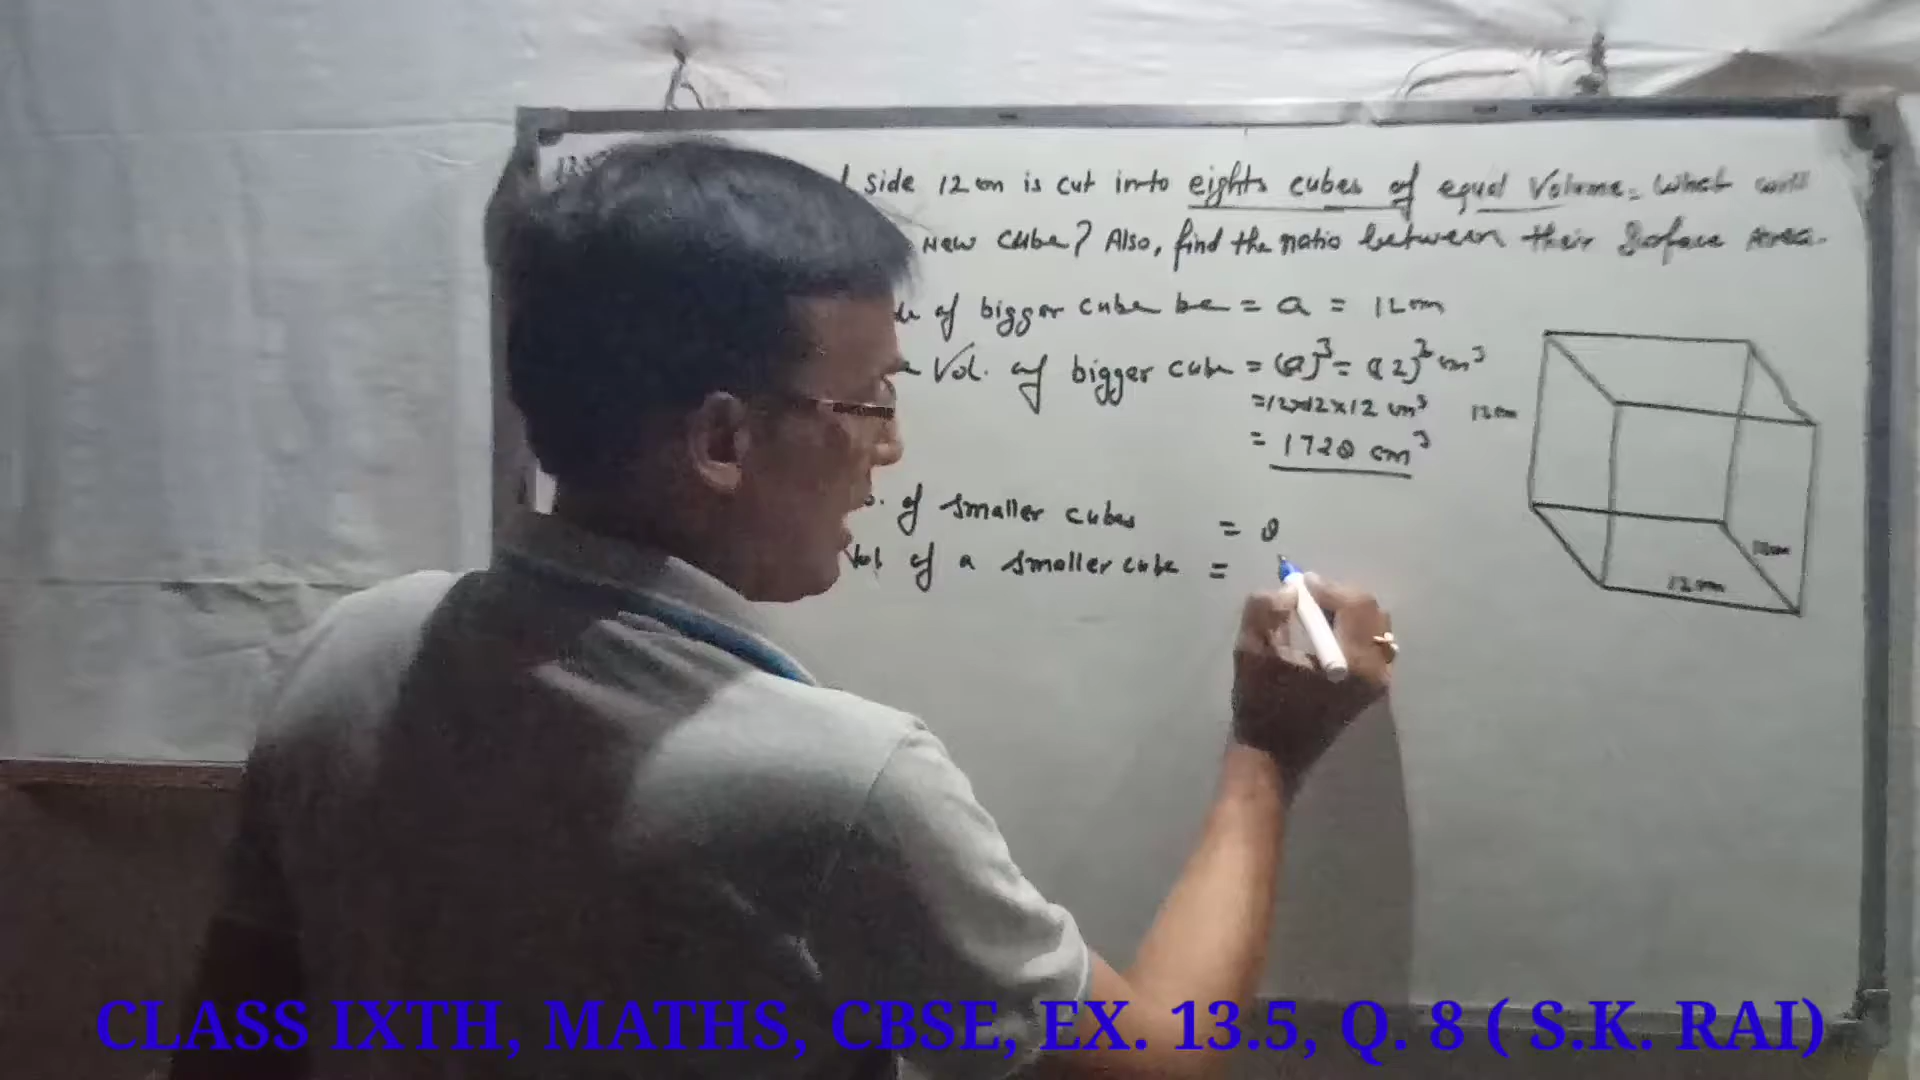 side 12 cm is cut into eights cubes of equal Volume. What will
New cube? Also, find the ratio between their Surface Area.
of bigger cube be = a = 12cm
Vol. of bigger cube = (a)³ = (12)³ cm³
=12×12×12 cm³
= 1728 cm³
12cm
of smaller cubes = 8
Vol of a smaller cube =
12cm
12cm
CLASS IXTH, MATHS, CBSE, EX. 13.5, Q. 8 ( S.K. RAI)